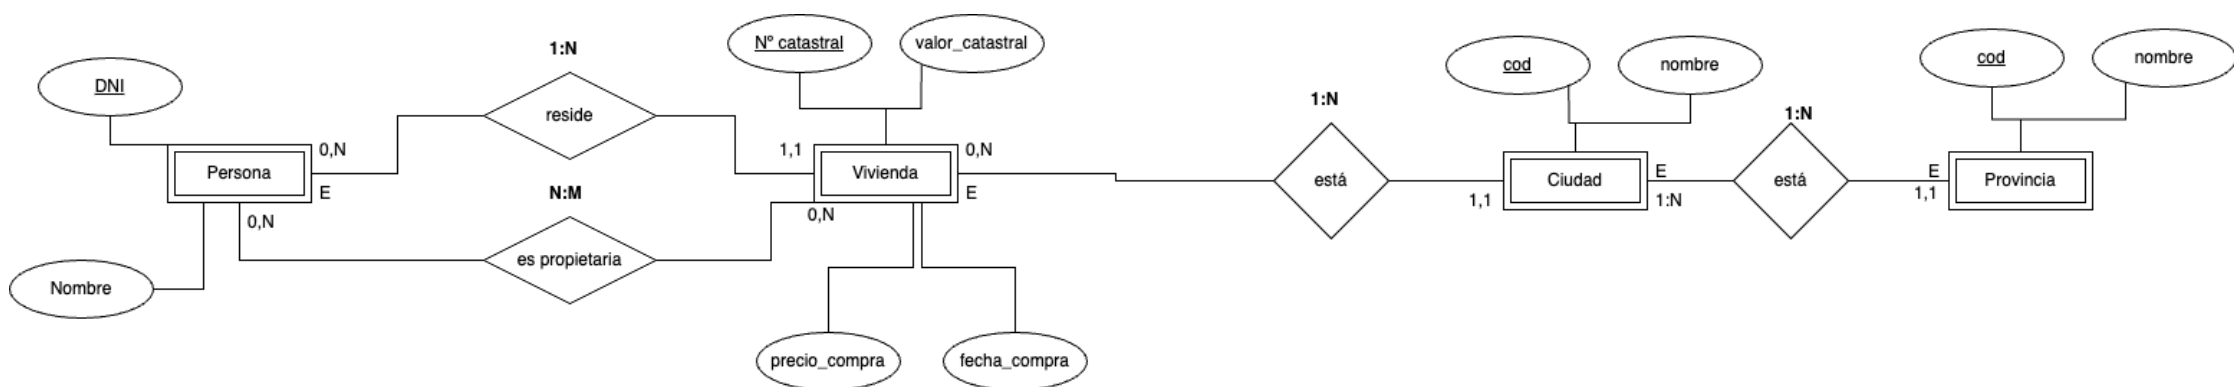 Nº catastral
valor_catastral
1:N
DNI
cod
nombre
cod
nombre
1:N
1:N
reside
0,N
1,1
0,N
Persona
Vivienda
está
Ciudad
E
está
E
Provincia
E
E
1,1
1:N
1,1
N:M
0,N
0,N
es propietaria
Nombre
precio_compra
fecha_compra